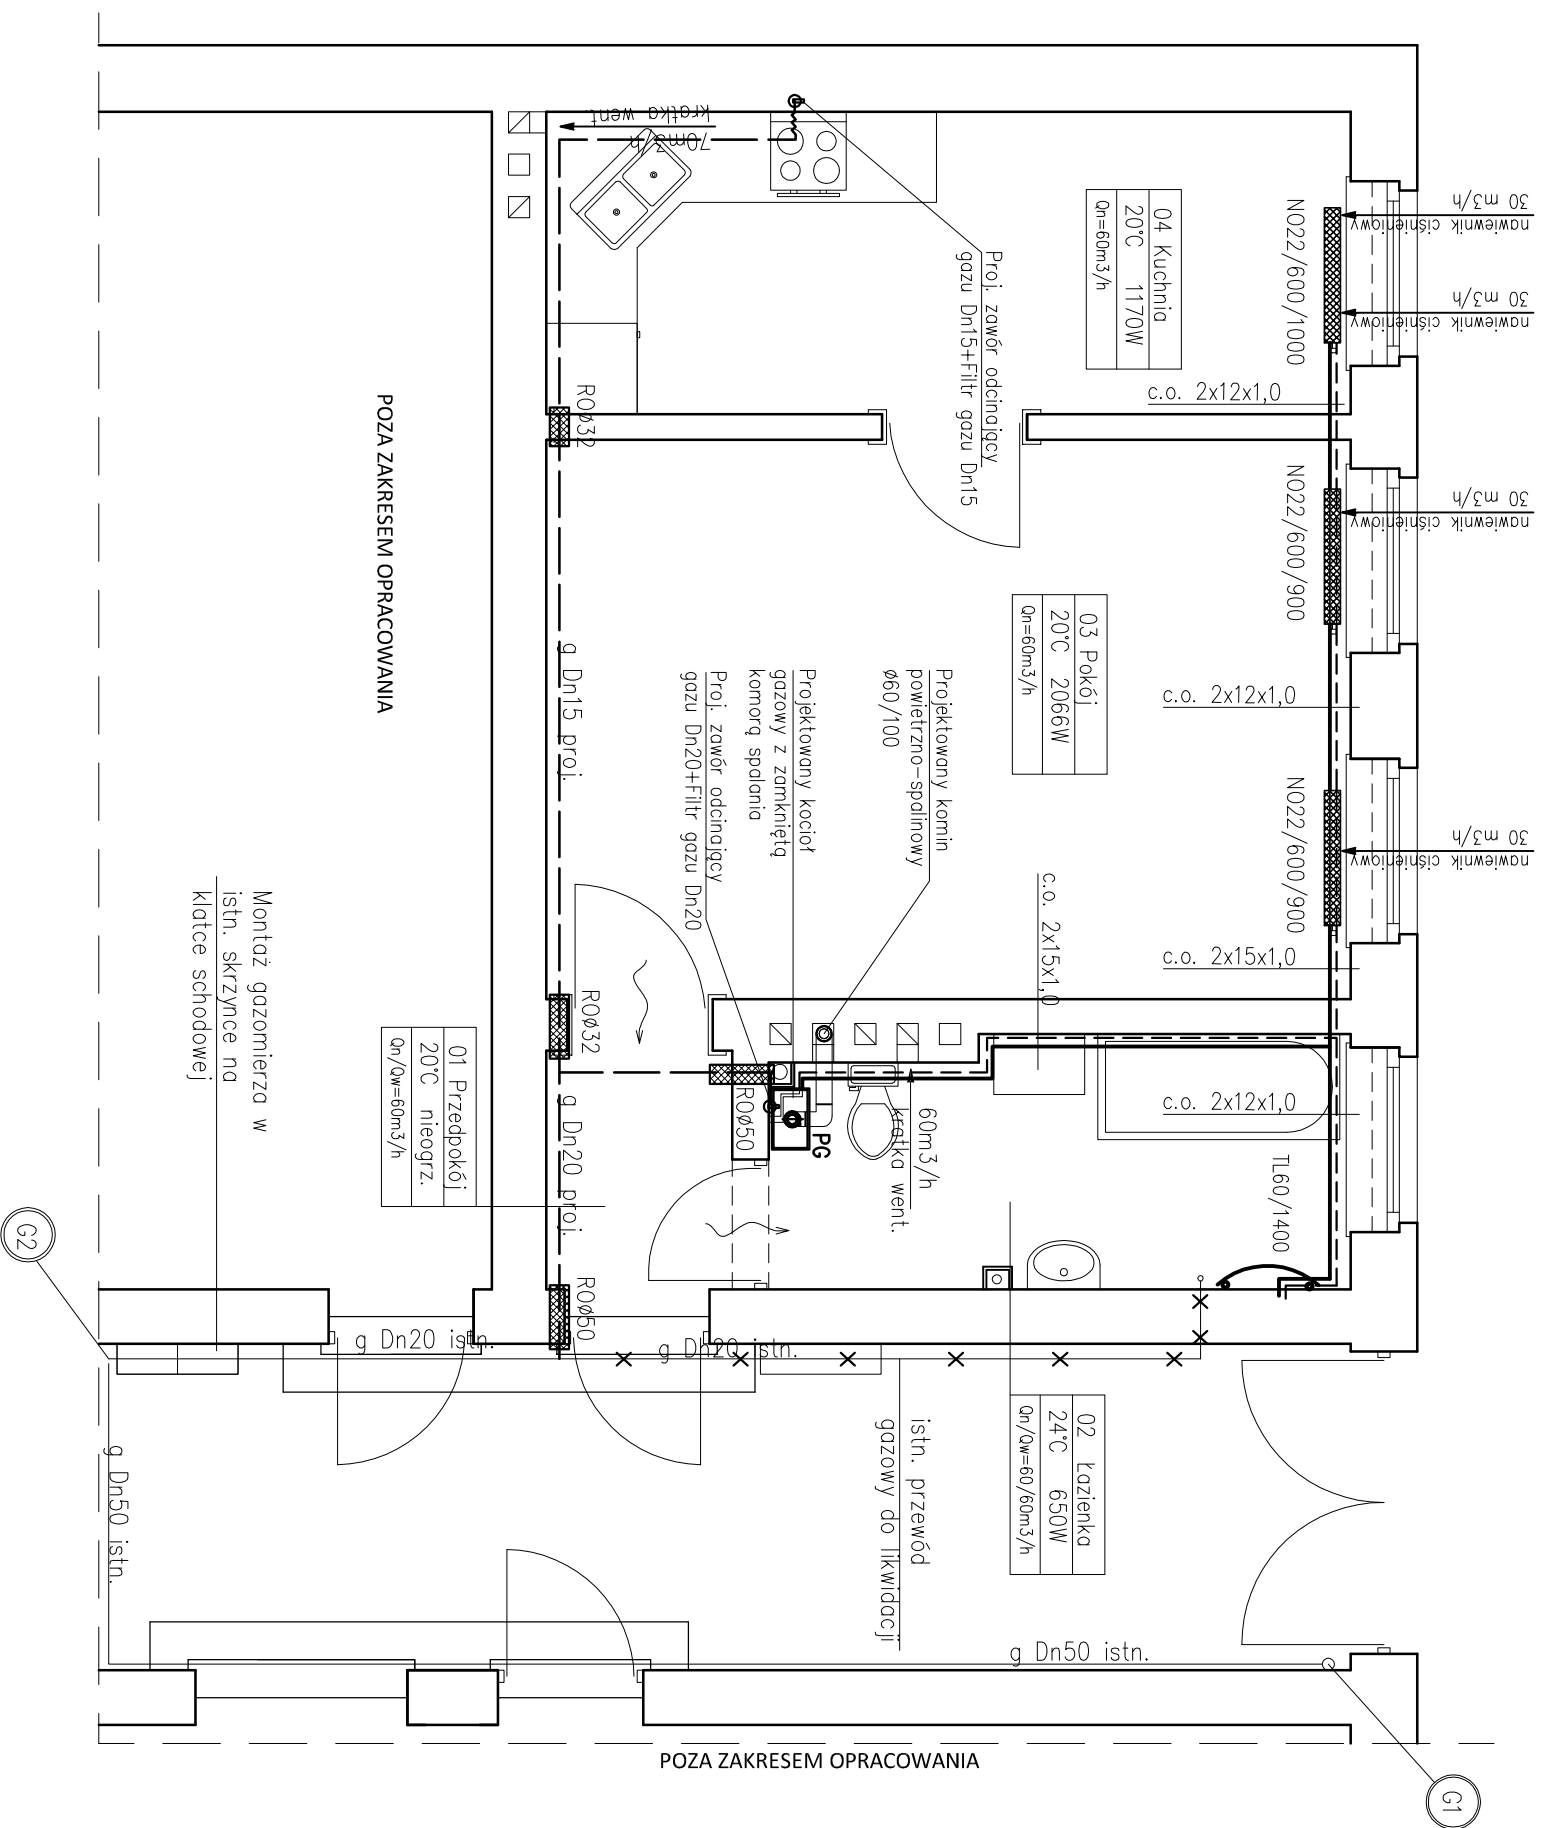 kratka went.
70m3/h
04 Kuchnia
20°C 1170W
Qn=60m3/h
NO22/600/1000
nawiewnik ciśnieniowy
30 m3/h
nawiewnik ciśnieniowy
30 m3/h
c.o. 2x12x1,0
Proj. zawór odcinający
gazu Dn15+Filtr gazu Dn15
ROø32
POZA ZAKRESEM OPRACOWANIA
NO22/600/900
nawiewnik ciśnieniowy
30 m3/h
03 Pokój
20°C 2066W
Qn=60m3/h
c.o. 2x12x1,0
g Dn15 proj.
Projektowany komin
powietrzno-spalinowy
ø60/100
Projektowany kocioł
gazowy z zamkniętą
komorą spalania
Proj. zawór odcinający
gazu Dn20+Filtr gazu Dn20
NO22/600/900
nawiewnik ciśnieniowy
30 m3/h
c.o. 2x15x1,0
c.o. 2x15x1,0
Montaż gazomierza w
istn. skrzynce na
klatce schodowej
ROø32
01 Przedpokój
20°C nieogrz.
Qn/Qw=60m3/h
g Dn20 proj.
ROø50
PG
60m3/h
kratka went.
c.o. 2x12x1,0
TL60/1400
G2
ROø50
g Dn20 istn.
g Dn20 istn.
02 Łazienka
24°C 650W
Qn/Qw=60/60m3/h
istn. przewód
gazowy do likwidacji
g Dn50 istn.
g Dn50 istn.
POZA ZAKRESEM OPRACOWANIA
G1